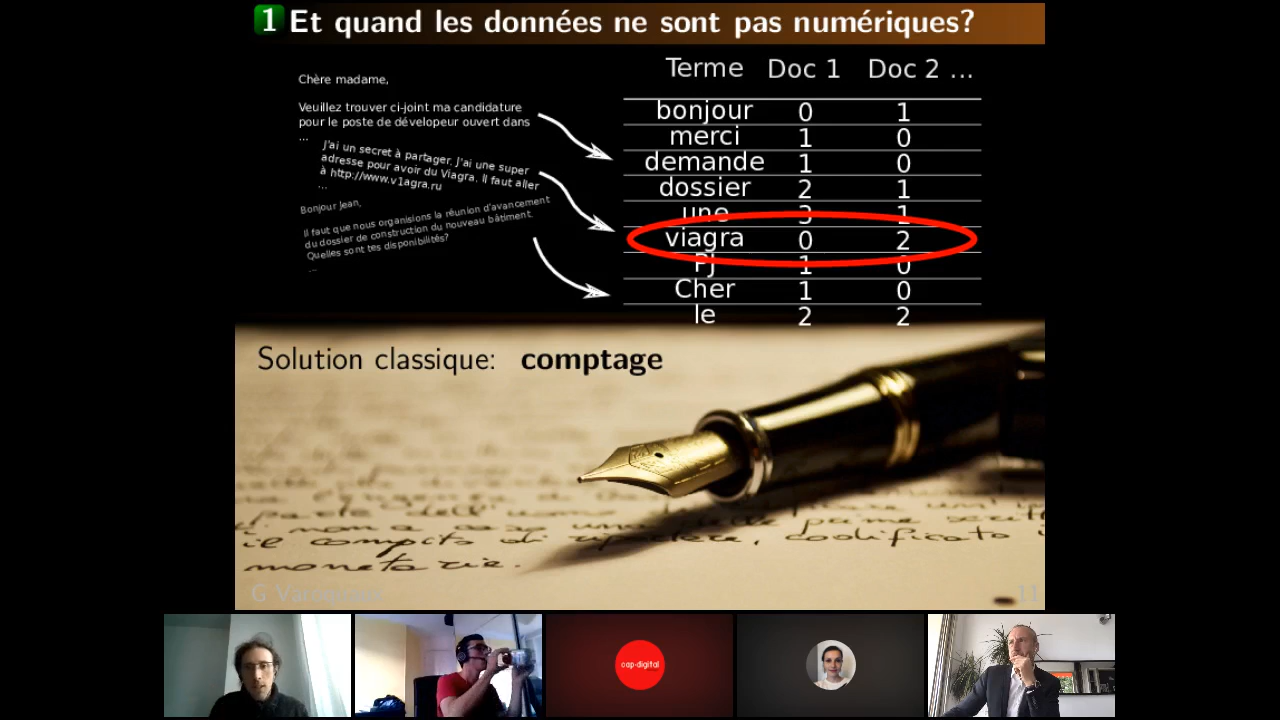 1 Et quand les données ne sont pas numériques?
Chère madame,
Veuillez trouver ci-joint ma candidature
pour le poste de dévelopeur ouvert dans
...
J'ai un secret à partager. J'ai une super
adresse pour avoir du Viagra. Il faut aller
à http://www.v1agra.ru
...
Bonjour Jean,
Il faut que nous organisions la réunion d'avancement
du dossier de construction du nouveau bâtiment.
Quelles sont tes disponibilités?
...
Terme Doc 1 Doc 2 ...
bonjour 0 1
merci 1 0
demande 1 0
dossier 2 1
une 3 1
viagra 0 2
PJ 1 0
Cher 1 0
le 2 2
Solution classique: comptage
monetarie.
G Varoquaux
11
cap·digital